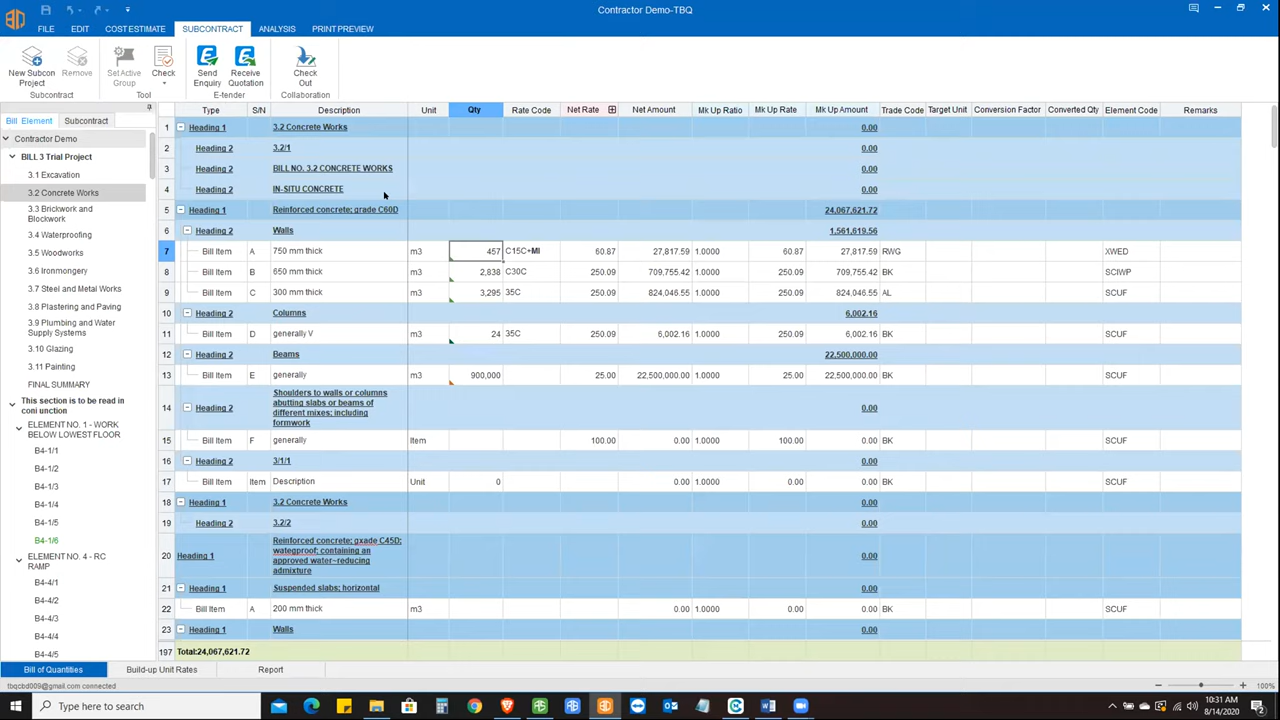 Contractor Demo-TBQ
FILE EDIT COST ESTIMATE SUBCONTRACT ANALYSIS PRINT PREVIEW
New Subcon Project Remove Set Active Group Check Send Enquiry Receive Quotation Check Out
Subcontract Tool E-tender Collaboration
Bill Element Subcontract
Contractor Demo
BILL 3 Trial Project
3.1 Excavation
3.2 Concrete Works
3.3 Brickwork and
Blockwork
3.4 Waterproofing
3.5 Woodworks
3.6 Ironmongery
3.7 Steel and Metal Works
3.8 Plastering and Paving
3.9 Plumbing and Water
Supply Systems
3.10 Glazing
3.11 Painting
FINAL SUMMARY
This section is to be read in
conj unction
ELEMENT NO. 1 - WORK
BELOW LOWEST FLOOR
B4-1/1
B4-1/2
B4-1/3
B4-1/4
B4-1/5
B4-1/6
ELEMENT NO. 4 - RC
RAMP
B4-4/1
B4-4/2
B4-4/3
B4-4/4
B4-4/5
Type S/N Description Unit Qty Rate Code Net Rate Net Amount Mk Up Ratio Mk Up Rate Mk Up Amount Trade Code Target Unit Conversion Factor Converted Qty Element Code Remarks
1 Heading 1 3.2 Concrete Works 0.00
2 Heading 2 3.2/1 0.00
3 Heading 2 BILL NO. 3.2 CONCRETE WORKS 0.00
4 Heading 2 IN-SITU CONCRETE 0.00
5 Heading 1 Reinforced concrete; grade C60D 24,067,621.72
6 Heading 2 Walls 1,561,619.56
7 Bill Item A 750 mm thick m3 457 C15C+MI 60.87 27,817.59 1.0000 60.87 27,817.59 RWG XWED
8 Bill Item B 650 mm thick m3 2,838 C30C 250.09 709,755.42 1.0000 250.09 709,755.42 BK SCIWP
9 Bill Item C 300 mm thick m3 3,295 35C 250.09 824,046.55 1.0000 250.09 824,046.55 AL SCUF
10 Heading 2 Columns 6,002.16
11 Bill Item D generally V m3 24 35C 250.09 6,002.16 1.0000 250.09 6,002.16 BK SCUF
12 Heading 2 Beams 22,500,000.00
13 Bill Item E generally m3 900,000 25.00 22,500,000.00 1.0000 25.00 22,500,000.00 BK SCUF
14 Heading 2 Shoulders to walls or columns
abutting slabs or beams of
different mixes; including
formwork 0.00
15 Bill Item F generally Item 100.00 0.00 1.0000 100.00 0.00 BK SCUF
16 Heading 2 3/1/1 0.00
17 Bill Item Item Description Unit 0 0.00 1.0000 0.00 0.00 BK SCUF
18 Heading 1 3.2 Concrete Works 0.00
19 Heading 2 3.2/2 0.00
20 Heading 1 Reinforced concrete; gxade C45D;
wategproof; containing an
approved water-reducing
admixture 0.00
21 Heading 1 Suspended slabs; horizontal 0.00
22 Bill Item A 200 mm thick m3 0.00 1.0000 0.00 0.00 BK SCUF
23 Heading 1 Walls 0.00
197 Total:24,067,621.72
Bill of Quantities Build-up Unit Rates Report
tbqcbd009@gmail.com connected 100%
Type here to search
10:31 AM
8/14/2020